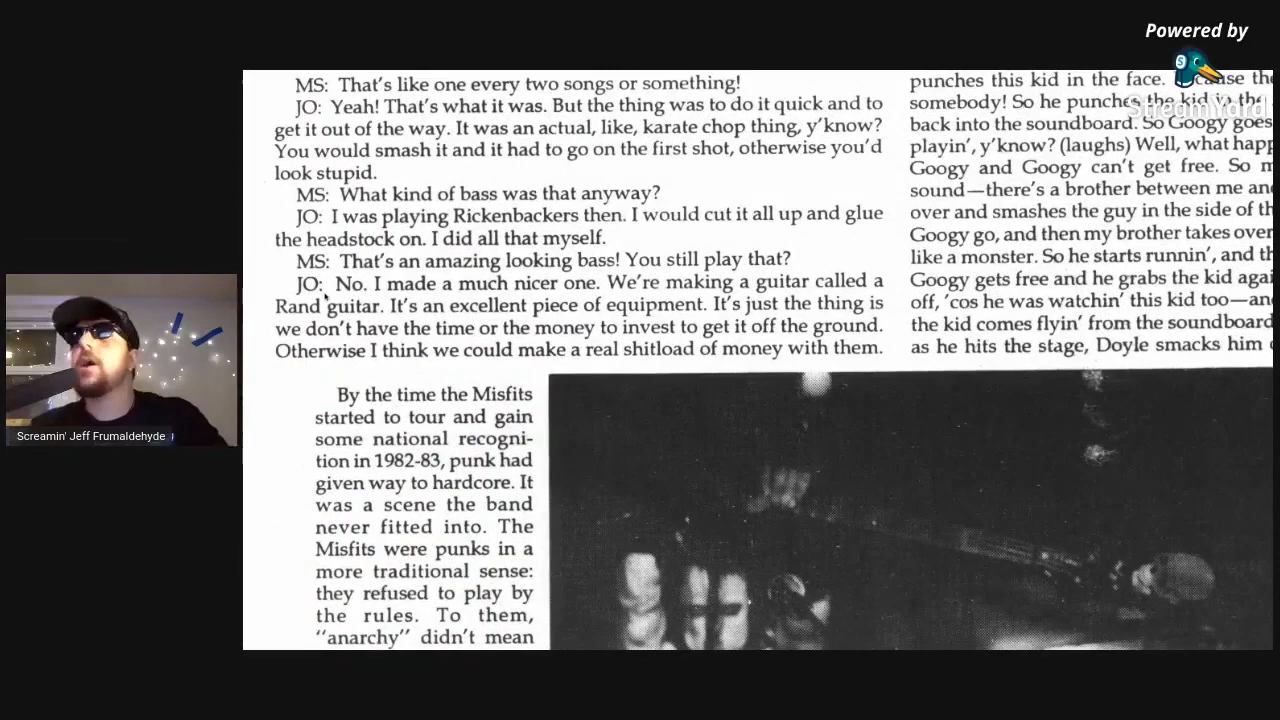 Powered by
StreamYard
MS: That's like one every two songs or something!
JO: Yeah! That's what it was. But the thing was to do it quick and to
get it out of the way. It was an actual, like, karate chop thing, y'know?
You would smash it and it had to go on the first shot, otherwise you'd
look stupid.
MS: What kind of bass was that anyway?
JO: I was playing Rickenbackers then. I would cut it all up and glue
the headstock on. I did all that myself.
MS: That's an amazing looking bass! You still play that?
JO: No. I made a much nicer one. We're making a guitar called a
Rand guitar. It's an excellent piece of equipment. It's just the thing is
we don't have the time or the money to invest to get it off the ground.
Otherwise I think we could make a real shitload of money with them.
By the time the Misfits
started to tour and gain
some national recogni-
tion in 1982-83, punk had
given way to hardcore. It
was a scene the band
never fitted into. The
Misfits were punks in a
more traditional sense:
they refused to play by
the rules. To them,
"anarchy" didn't mean
punches this kid in the face. the
somebody! So he punches the kid in the
back into the soundboard. So Googy goes
playin', y'know? (laughs) Well, what happ
Googy and Googy can't get free. So m
sound—there's a brother between me and
over and smashes the guy in the side of th
Googy go, and then my brother takes over
like a monster. So he starts runnin', and th
Googy gets free and he grabs the kid agai
off, 'cos he was watchin' this kid too—and
the kid comes flyin' from the soundboard
as he hits the stage, Doyle smacks him
Screamin' Jeff Frumaldehyde